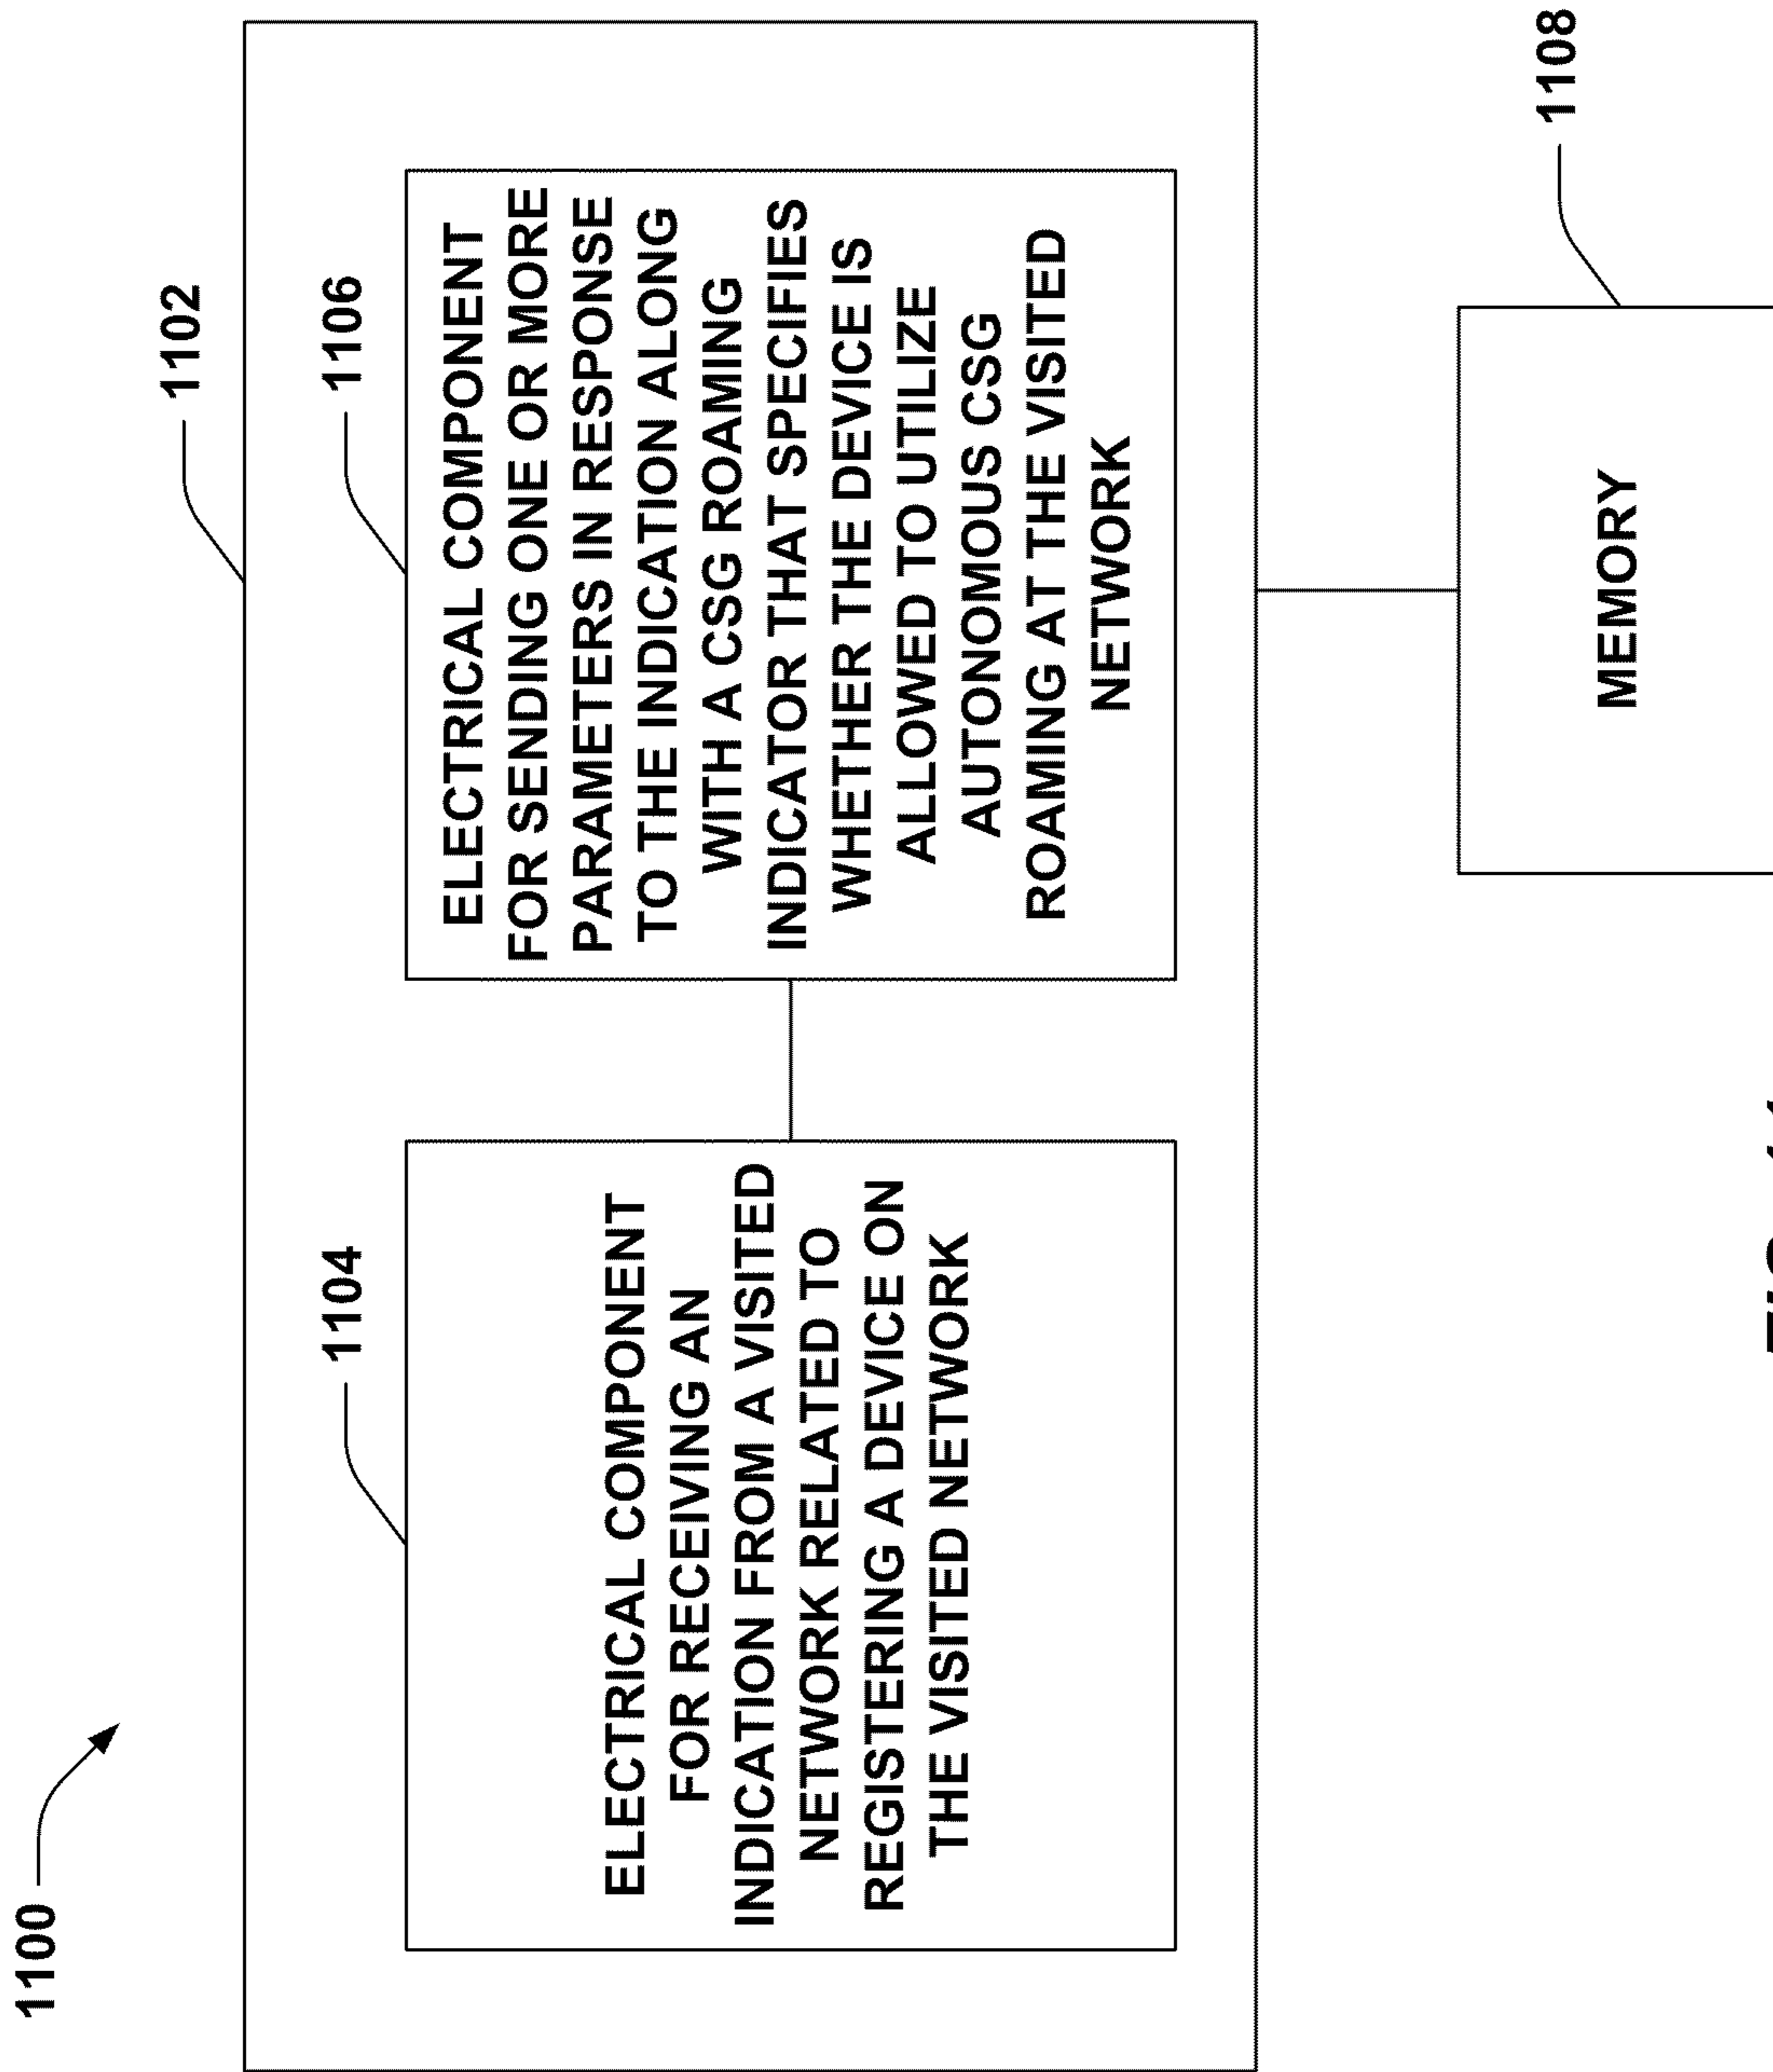 1100
1102
1104
ELECTRICAL COMPONENT
FOR RECEIVING AN
INDICATION FROM A VISITED
NETWORK RELATED TO
REGISTERING A DEVICE ON
THE VISITED NETWORK
1106
ELECTRICAL COMPONENT
FOR SENDING ONE OR MORE
PARAMETERS IN RESPONSE
TO THE INDICATION ALONG
WITH A CSG ROAMING
INDICATOR THAT SPECIFIES
WHETHER THE DEVICE IS
ALLOWED TO UTILIZE
AUTONOMOUS CSG
ROAMING AT THE VISITED
NETWORK
1108
MEMORY